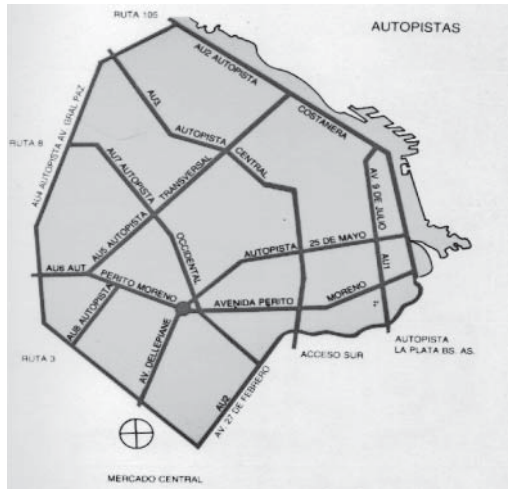 RUTA 105
AUTOPISTAS
AU2 AUTOPISTA
COSTANERA
AU3
AUTOPISTA
CENTRAL
AU4 AUTOPISTA AV. GRAL. PAZ
RUTA 8
AU7 AUTOPISTA
OCCIDENTAL
AU5 AUTOPISTA
TRANSVERSAL
AV. 9 DE JULIO
AU1
AUTOPISTA
25 DE MAYO
AU6 AUT
PERITO MORENO
AVENIDA PERITO
MORENO
AU8 AUTOPISTA
AV. DELLEPIANE
RUTA 3
AU2
AV. 27 DE FEBRERO
ACCESO SUR
AUTOPISTA
LA PLATA BS. AS.
MERCADO CENTRAL